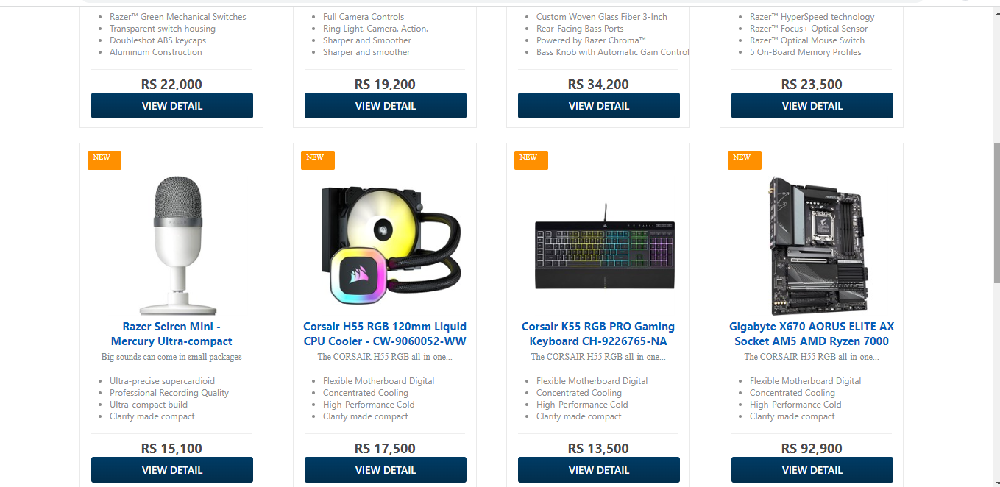 Razer™ Green Mechanical Switches
Transparent switch housing
Doubleshot ABS keycaps
Aluminum Construction
RS 22,000
VIEW DETAIL
Full Camera Controls
Ring Light. Camera. Action.
Sharper and Smoother
Sharper and smoother
RS 19,200
VIEW DETAIL
Custom Woven Glass Fiber 3-Inch
Rear-Facing Bass Ports
Powered by Razer Chroma™
Bass Knob with Automatic Gain Control
RS 34,200
VIEW DETAIL
Razer™ HyperSpeed technology
Razer™ Focus+ Optical Sensor
Razer™ Optical Mouse Switch
5 On-Board Memory Profiles
RS 23,500
VIEW DETAIL
NEW
Razer Seiren Mini -
Mercury Ultra-compact
Big sounds can come in small packages
Ultra-precise supercardioid
Professional Recording Quality
Ultra-compact build
Clarity made compact
RS 15,100
VIEW DETAIL
NEW
Corsair H55 RGB 120mm Liquid
CPU Cooler - CW-9060052-WW
The CORSAIR H55 RGB all-in-one...
Flexible Motherboard Digital
Concentrated Cooling
High-Performance Cold
Clarity made compact
RS 17,500
VIEW DETAIL
NEW
Corsair K55 RGB PRO Gaming
Keyboard CH-9226765-NA
The CORSAIR H55 RGB all-in-one...
Flexible Motherboard Digital
Concentrated Cooling
High-Performance Cold
Clarity made compact
RS 13,500
VIEW DETAIL
NEW
Gigabyte X670 AORUS ELITE AX
Socket AM5 AMD Ryzen 7000
The CORSAIR H55 RGB all-in-one...
Flexible Motherboard Digital
Concentrated Cooling
High-Performance Cold
Clarity made compact
RS 92,900
VIEW DETAIL